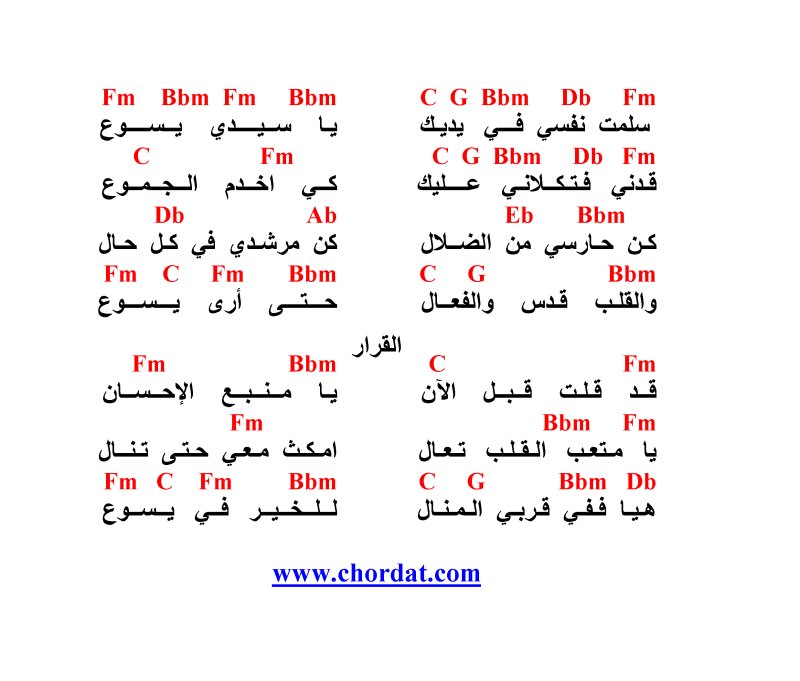 Fm Bbm Fm Bbm C G Bbm Db Fm
سلمت نفسي في يديك يا سيدي يسوع
C Fm C G Bbm Db Fm
قدني فتكلاني عليك كي اخدم الجموع
Db Ab Eb Bbm
كن حارسي من الضلال كن مرشدي في كل حال
Fm C Fm Bbm C G Bbm
والقلب قدس والفعال حتى أرى يسوع
القرار
Fm Bbm C Fm
قد قلت قبل الآن يا منبع الإحسان
Fm Bbm Fm
يا متعب القلب تعال امكث معي حتى تنال
Fm C Fm Bbm C G Bbm Db
هيا ففي قربي المنال للخير في يسوع
www.chordat.com